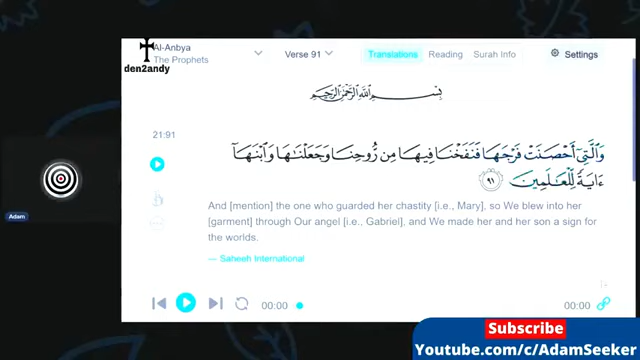 Al-Anbya
The Prophets
den2andy
Verse 91
Translations
Reading
Surah Info
Settings
بِسْمِ اللَّهِ الرَّحْمَٰنِ الرَّحِيمِ
21:91
وَٱلَّتِىٓ أَحْصَنَتْ فَرْجَهَا فَنَفَخْنَا فِيهَا مِن رُّوحِنَا وَجَعَلْنَـٰهَا وَٱبْنَهَآ
ءَايَةً لِّلْعَـٰلَمِينَ ٩١
And [mention] the one who guarded her chastity [i.e., Mary], so We blew into her
[garment] through Our angel [i.e., Gabriel], and We made her and her son a sign for
the worlds.
— Saheeh International
Adam
00:00
00:00
Subscribe
Youtube.com/c/AdamSeeker